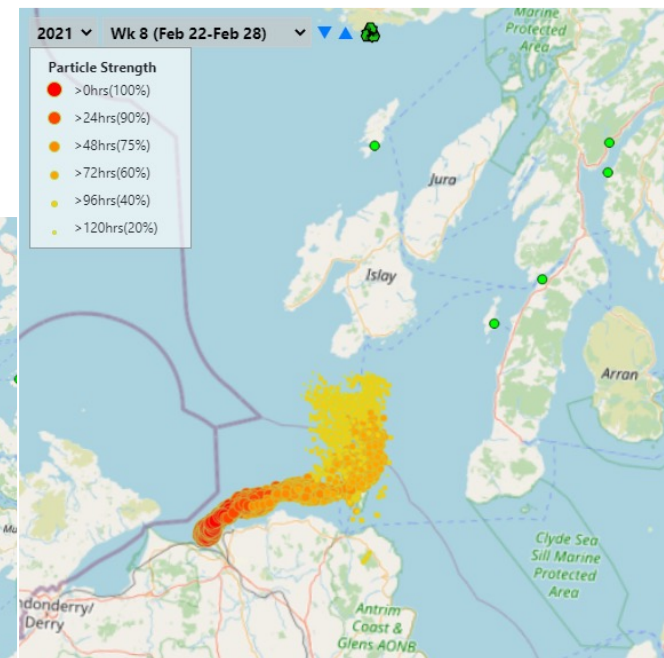 2021 Wk 8 (Feb 22-Feb 28)
Particle Strength
>0hrs(100%)
>24hrs(90%)
>48hrs(75%)
>72hrs(60%)
>96hrs(40%)
>120hrs(20%)
Marine
Protected
Area
Jura
Islay
Arran
Mu
Clyde Sea
Sill Marine
Protected
Area
ndonderry/
Derry
Antrim
Coast &
Glens AONB